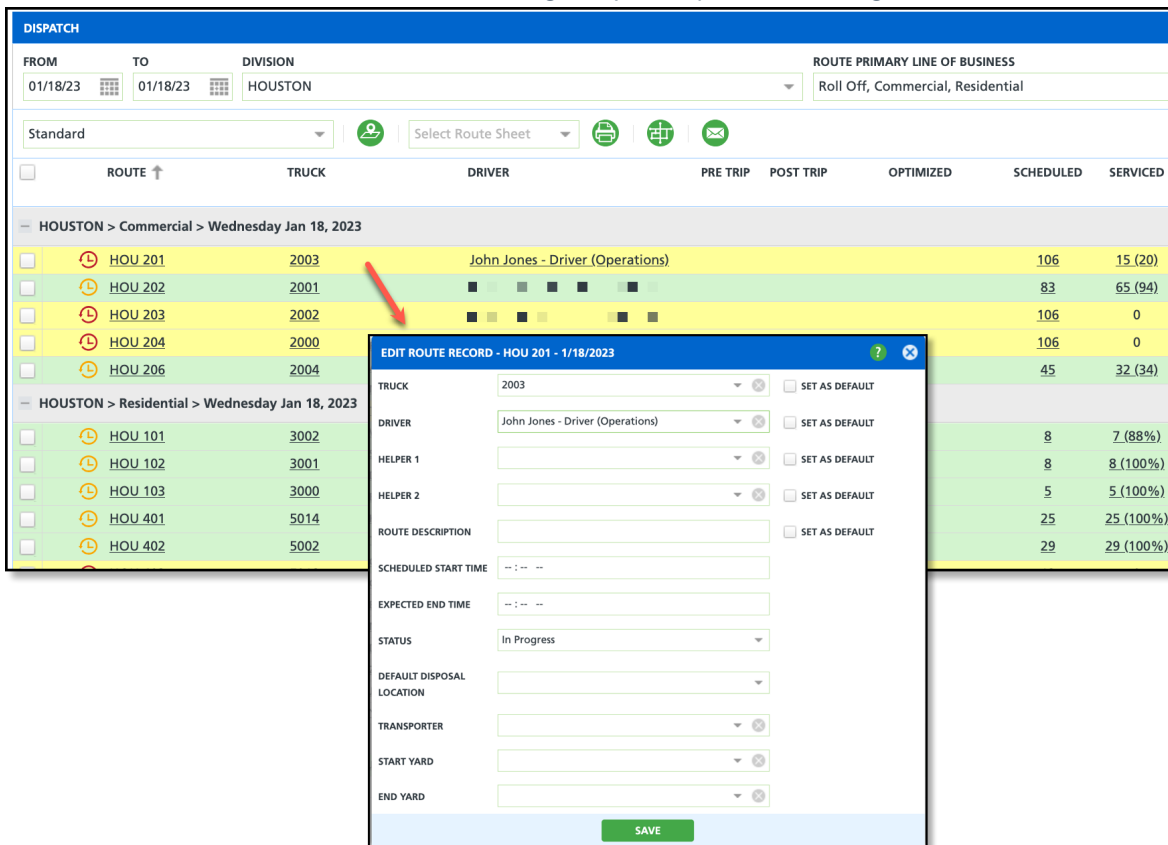 DISPATCH
FROM TO DIVISION ROUTE PRIMARY LINE OF BUSINESS
01/18/23 01/18/23 HOUSTON Roll Off, Commercial, Residential
Standard Select Route Sheet
ROUTE TRUCK DRIVER PRE TRIP POST TRIP OPTIMIZED SCHEDULED SERVICED
HOUSTON > Commercial > Wednesday Jan 18, 2023
HOU 201 2003 John Jones - Driver (Operations) 106 15 (20)
HOU 202 2001 83 65 (94)
HOU 203 2002 106 0
HOU 204 2000 106 0
HOU 206 2004 45 32 (34)
HOUSTON > Residential > Wednesday Jan 18, 2023
HOU 101 3002 8 7 (88%)
HOU 102 3001 8 8 (100%)
HOU 103 3000 5 5 (100%)
HOU 401 5014 25 25 (100%)
HOU 402 5002 29 29 (100%)
EDIT ROUTE RECORD - HOU 201 - 1/18/2023 ?
TRUCK 2003 SET AS DEFAULT
DRIVER John Jones - Driver (Operations) SET AS DEFAULT
HELPER 1 SET AS DEFAULT
HELPER 2 SET AS DEFAULT
ROUTE DESCRIPTION SET AS DEFAULT
SCHEDULED START TIME --:-- --
EXPECTED END TIME --:-- --
STATUS In Progress
DEFAULT DISPOSAL
LOCATION
TRANSPORTER
START YARD
END YARD
SAVE